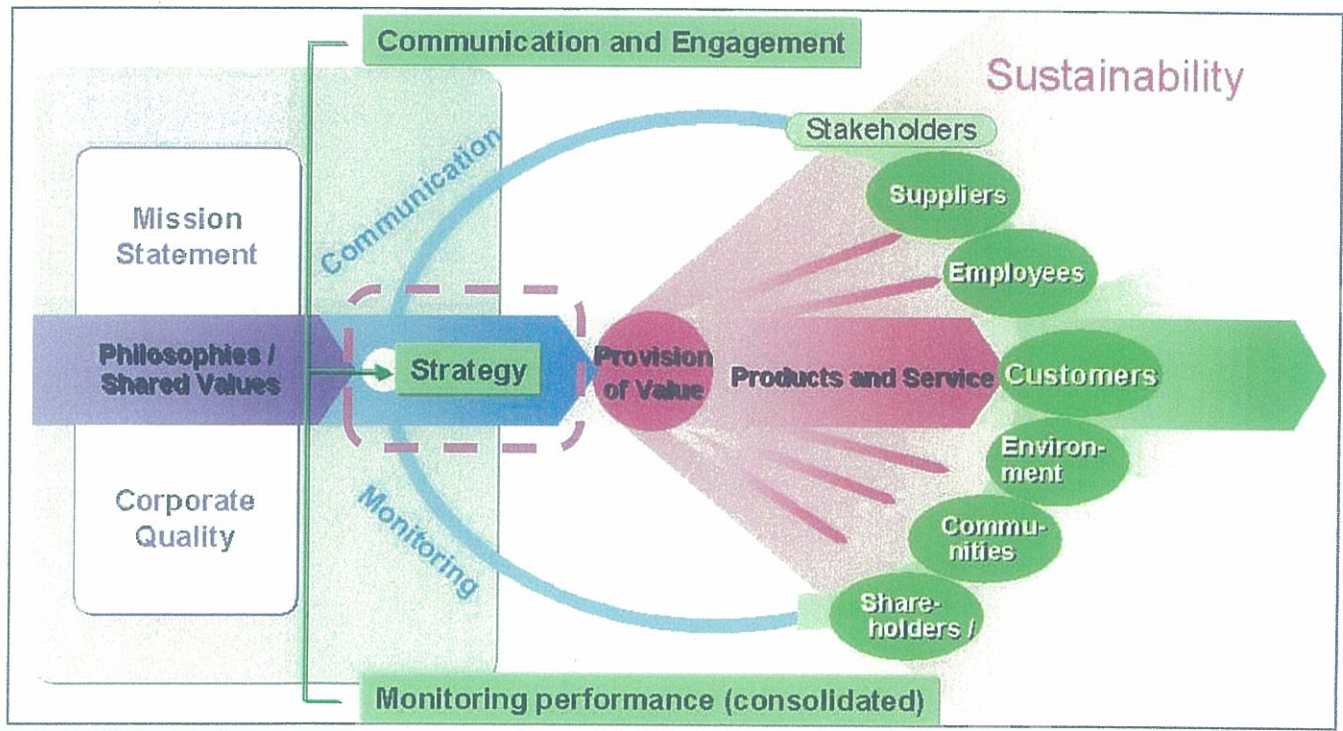 Communication and Engagement
Sustainability
Stakeholders
Communication
Suppliers
Mission
Statement
Employees
Philosophies /
Shared Values
Strategy
Provision
of Value
Products and Service
Customers
Environ-
ment
Corporate
Quality
Monitoring
Commu-
nities
Share-
holders /
Monitoring performance (consolidated)